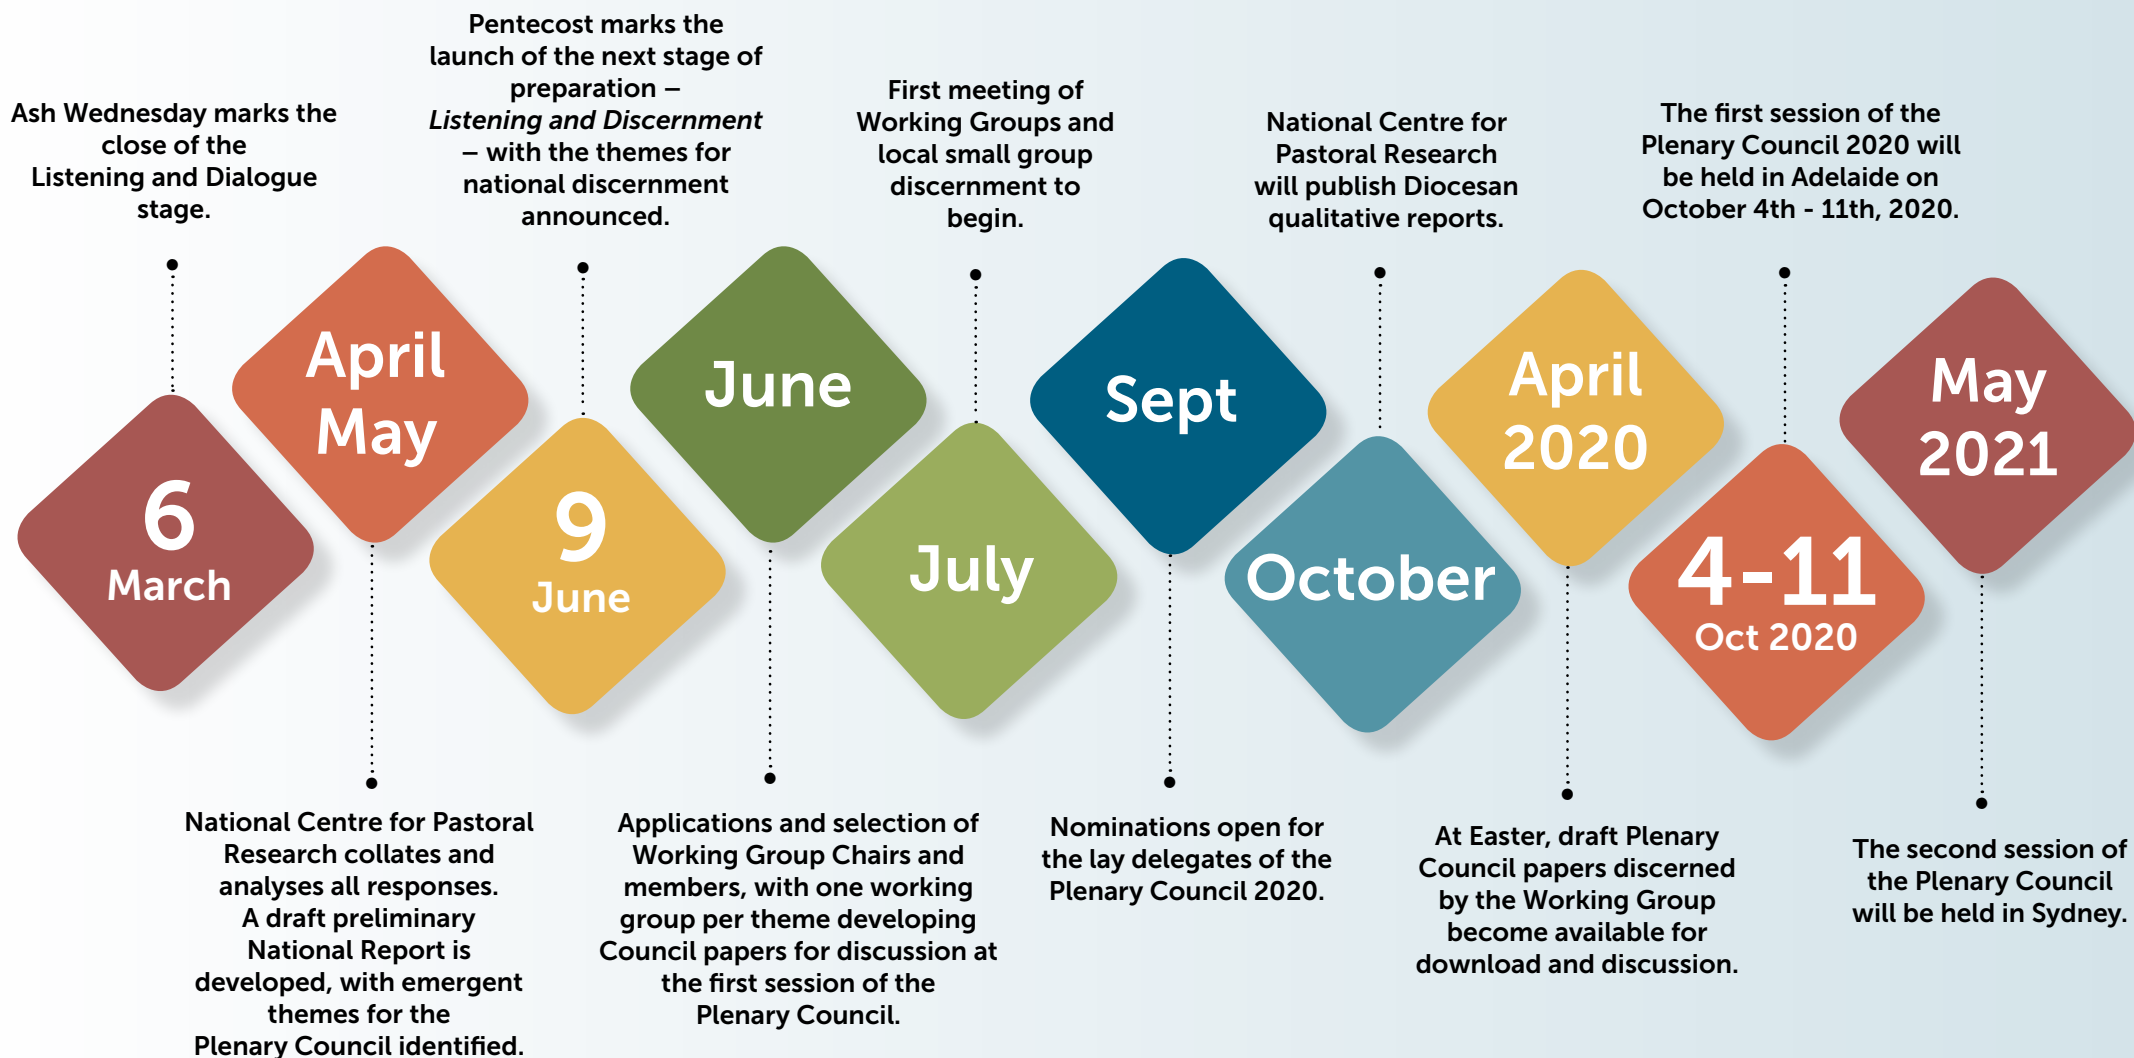 Ash Wednesday marks the
close of the
Listening and Dialogue
stage.
6
March
April
May
National Centre for Pastoral
Research collates and
analyses all responses.
A draft preliminary
National Report is
developed, with emergent
themes for the
Plenary Council identified.
Pentecost marks the
launch of the next stage of
preparation –
Listening and Discernment
– with the themes for
national discernment
announced.
9
June
June
Applications and selection of
Working Group Chairs and
members, with one working
group per theme developing
Council papers for discussion at
the first session of the
Plenary Council.
First meeting of
Working Groups and
local small group
discernment to
begin.
July
Sept
Nominations open for
the lay delegates of the
Plenary Council 2020.
National Centre for
Pastoral Research
will publish Diocesan
qualitative reports.
October
April
2020
At Easter, draft Plenary
Council papers discerned
by the Working Group
become available for
download and discussion.
The first session of the
Plenary Council 2020 will
be held in Adelaide on
October 4th - 11th, 2020.
4-11
Oct 2020
May
2021
The second session of
the Plenary Council
will be held in Sydney.